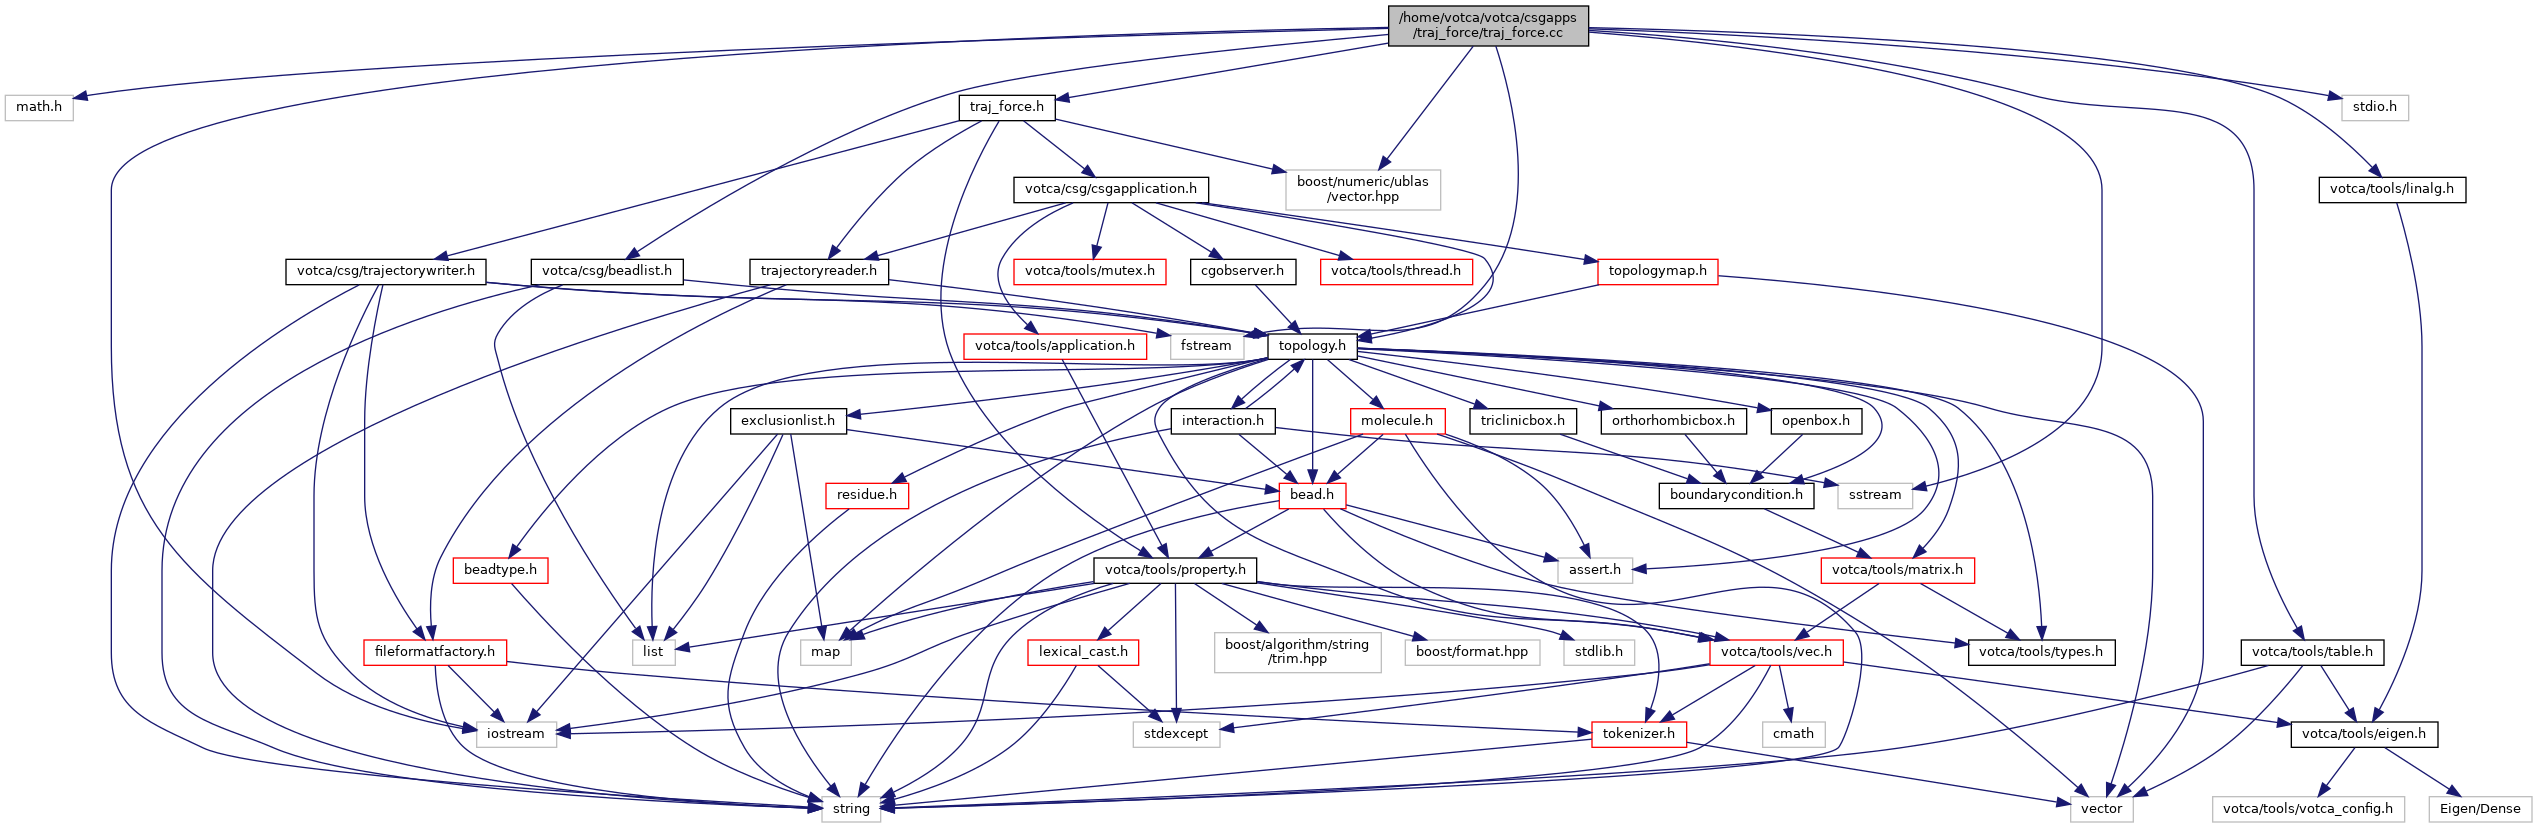 /home/votca/votca/csgapps
/traj_force/traj_force.cc
math.h
traj_force.h
stdio.h
votca/csg/csgapplication.h
boost/numeric/ublas
/vector.hpp
votca/tools/linalg.h
votca/csg/trajectorywriter.h
votca/csg/beadlist.h
trajectoryreader.h
votca/tools/mutex.h
cgobserver.h
votca/tools/thread.h
topologymap.h
votca/tools/application.h
fstream
topology.h
exclusionlist.h
interaction.h
molecule.h
triclinicbox.h
orthorhombicbox.h
openbox.h
residue.h
bead.h
boundarycondition.h
sstream
beadtype.h
votca/tools/property.h
assert.h
votca/tools/matrix.h
fileformatfactory.h
list
map
lexical_cast.h
boost/algorithm/string
/trim.hpp
boost/format.hpp
stdlib.h
votca/tools/vec.h
votca/tools/types.h
votca/tools/table.h
iostream
stdexcept
tokenizer.h
cmath
votca/tools/eigen.h
string
vector
votca/tools/votca_config.h
Eigen/Dense